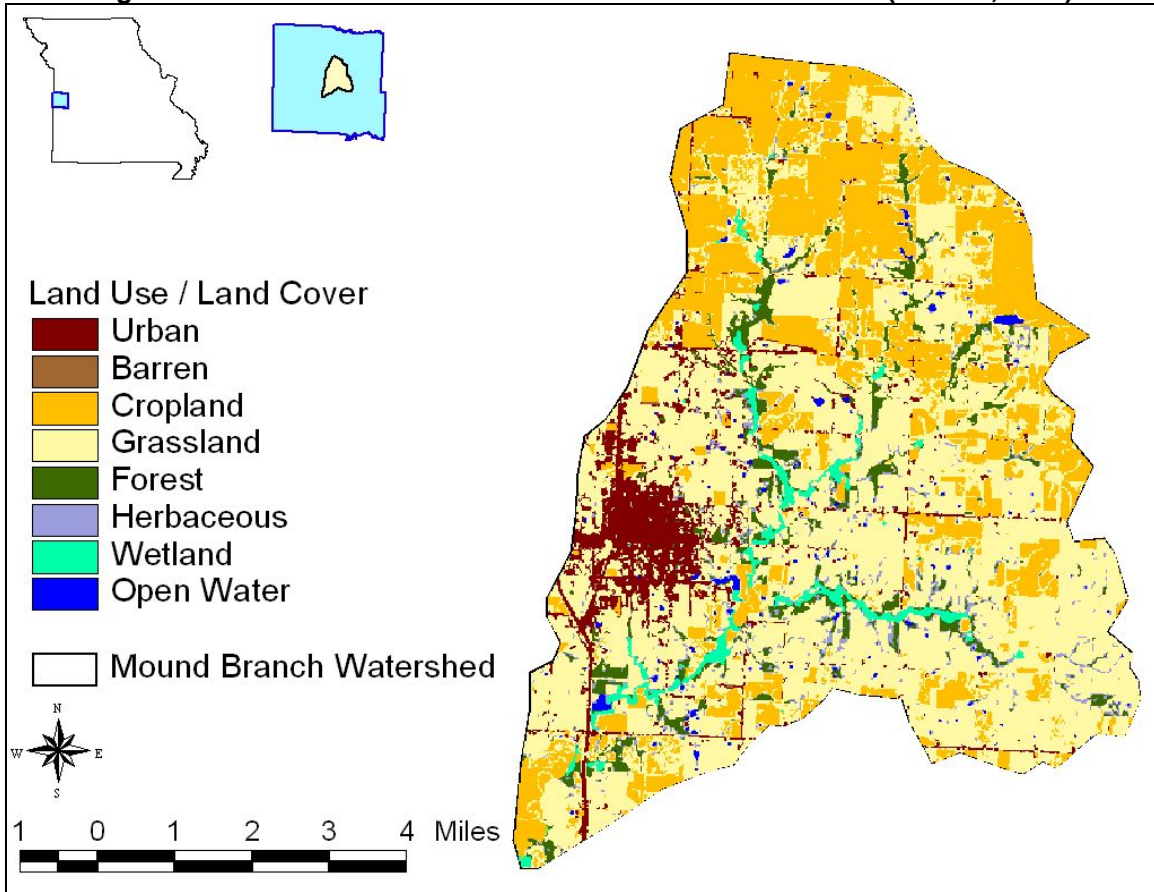 Land Use / Land Cover
Urban
Barren
Cropland
Grassland
Forest
Herbaceous
Wetland
Open Water
Mound Branch Watershed
N
W E
S
1 0 1 2 3 4 Miles